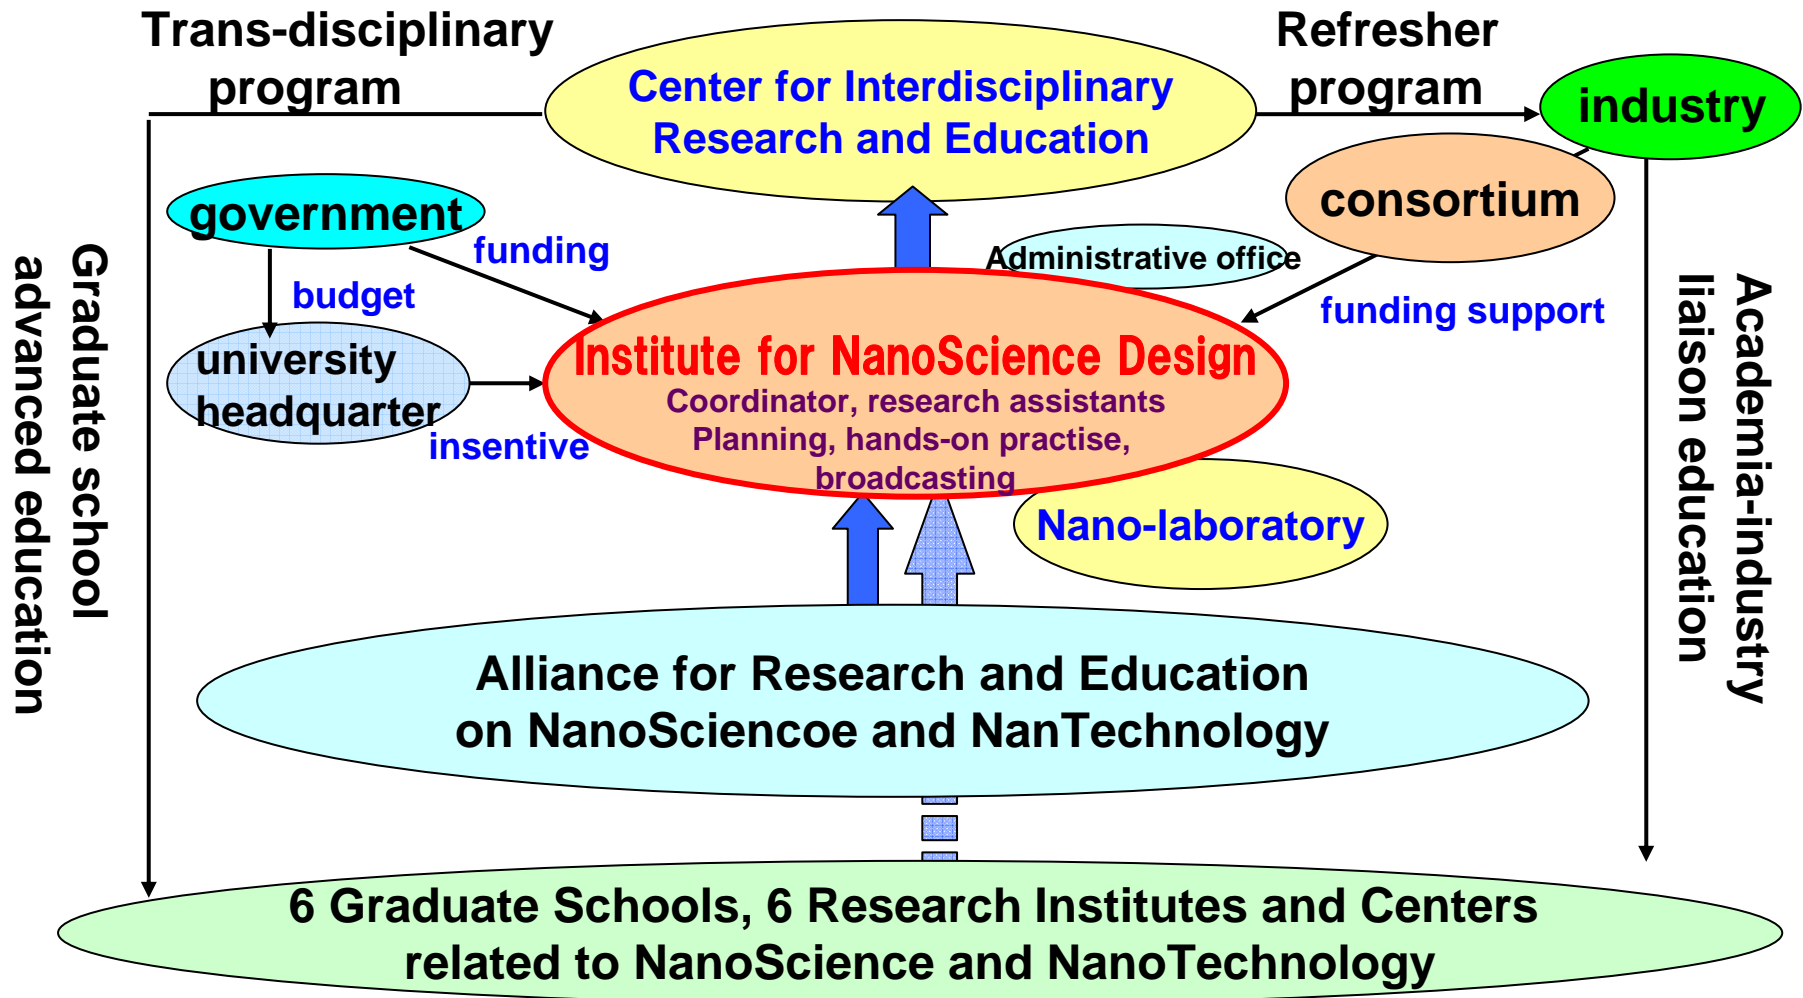 Trans-disciplinary
program
Refresher
program
Center for Interdisciplinary
Research and Education
industry
consortium
government
funding
budget
Administrative office
funding support
university
headquarter
insentive
Institute for NanoScience Design
Coordinator, research assistants
Planning, hands-on practise,
broadcasting
Nano-laboratory
Graduate school
advanced education
Academia-industry
liaison education
Alliance for Research and Education
on NanoSciencoe and NanTechnology
6 Graduate Schools, 6 Research Institutes and Centers
related to NanoScience and NanoTechnology